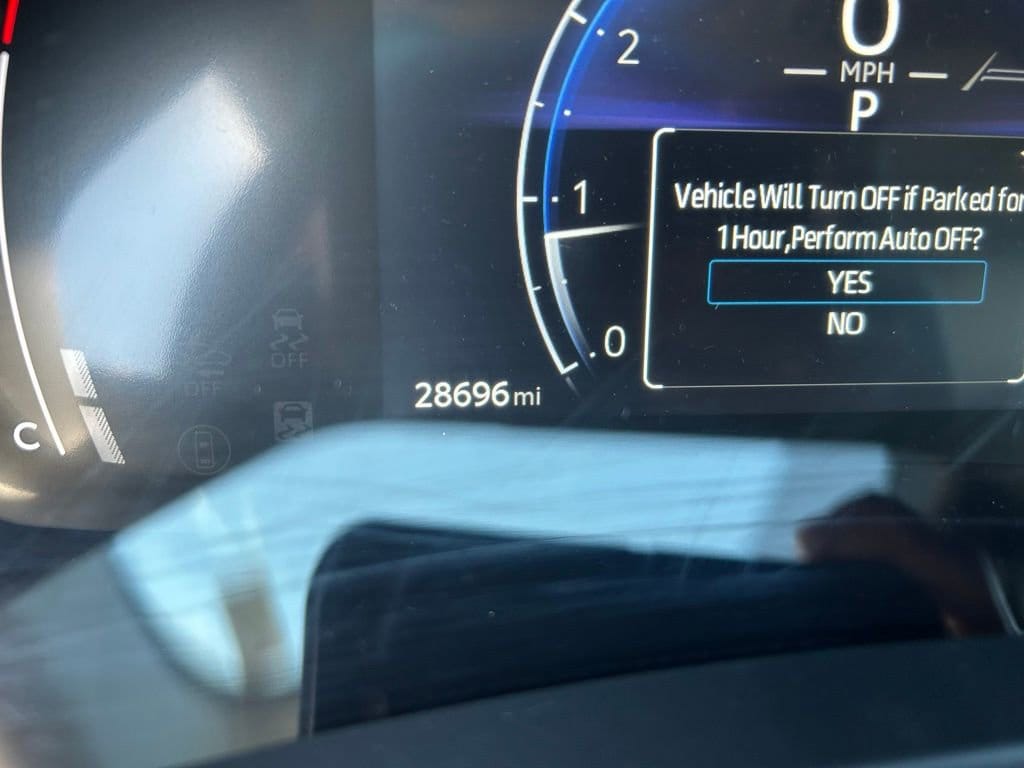 2
0
MPH
P
1
Vehicle Will Turn OFF if Parked for
1 Hour,Perform Auto OFF?
YES
NO
0
OFF
OFF
28696 mi
C